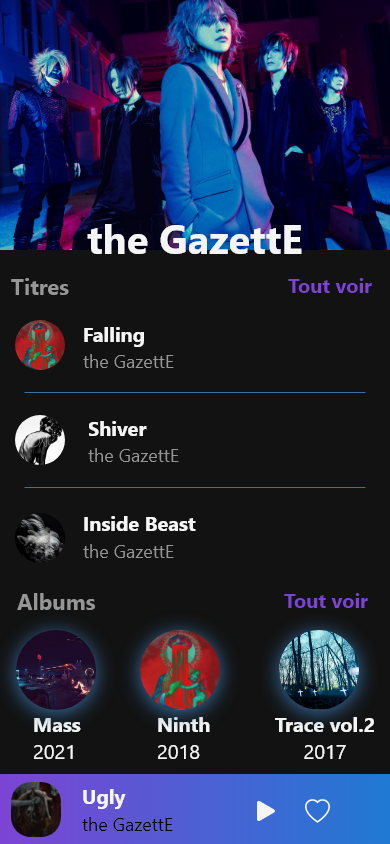 the GazettE
Titres
Tout voir
Falling
the GazettE
Shiver
the GazettE
Inside Beast
the GazettE
Albums
Tout voir
Mass
2021
Ninth
2018
Trace vol.2
2017
Ugly
the GazettE